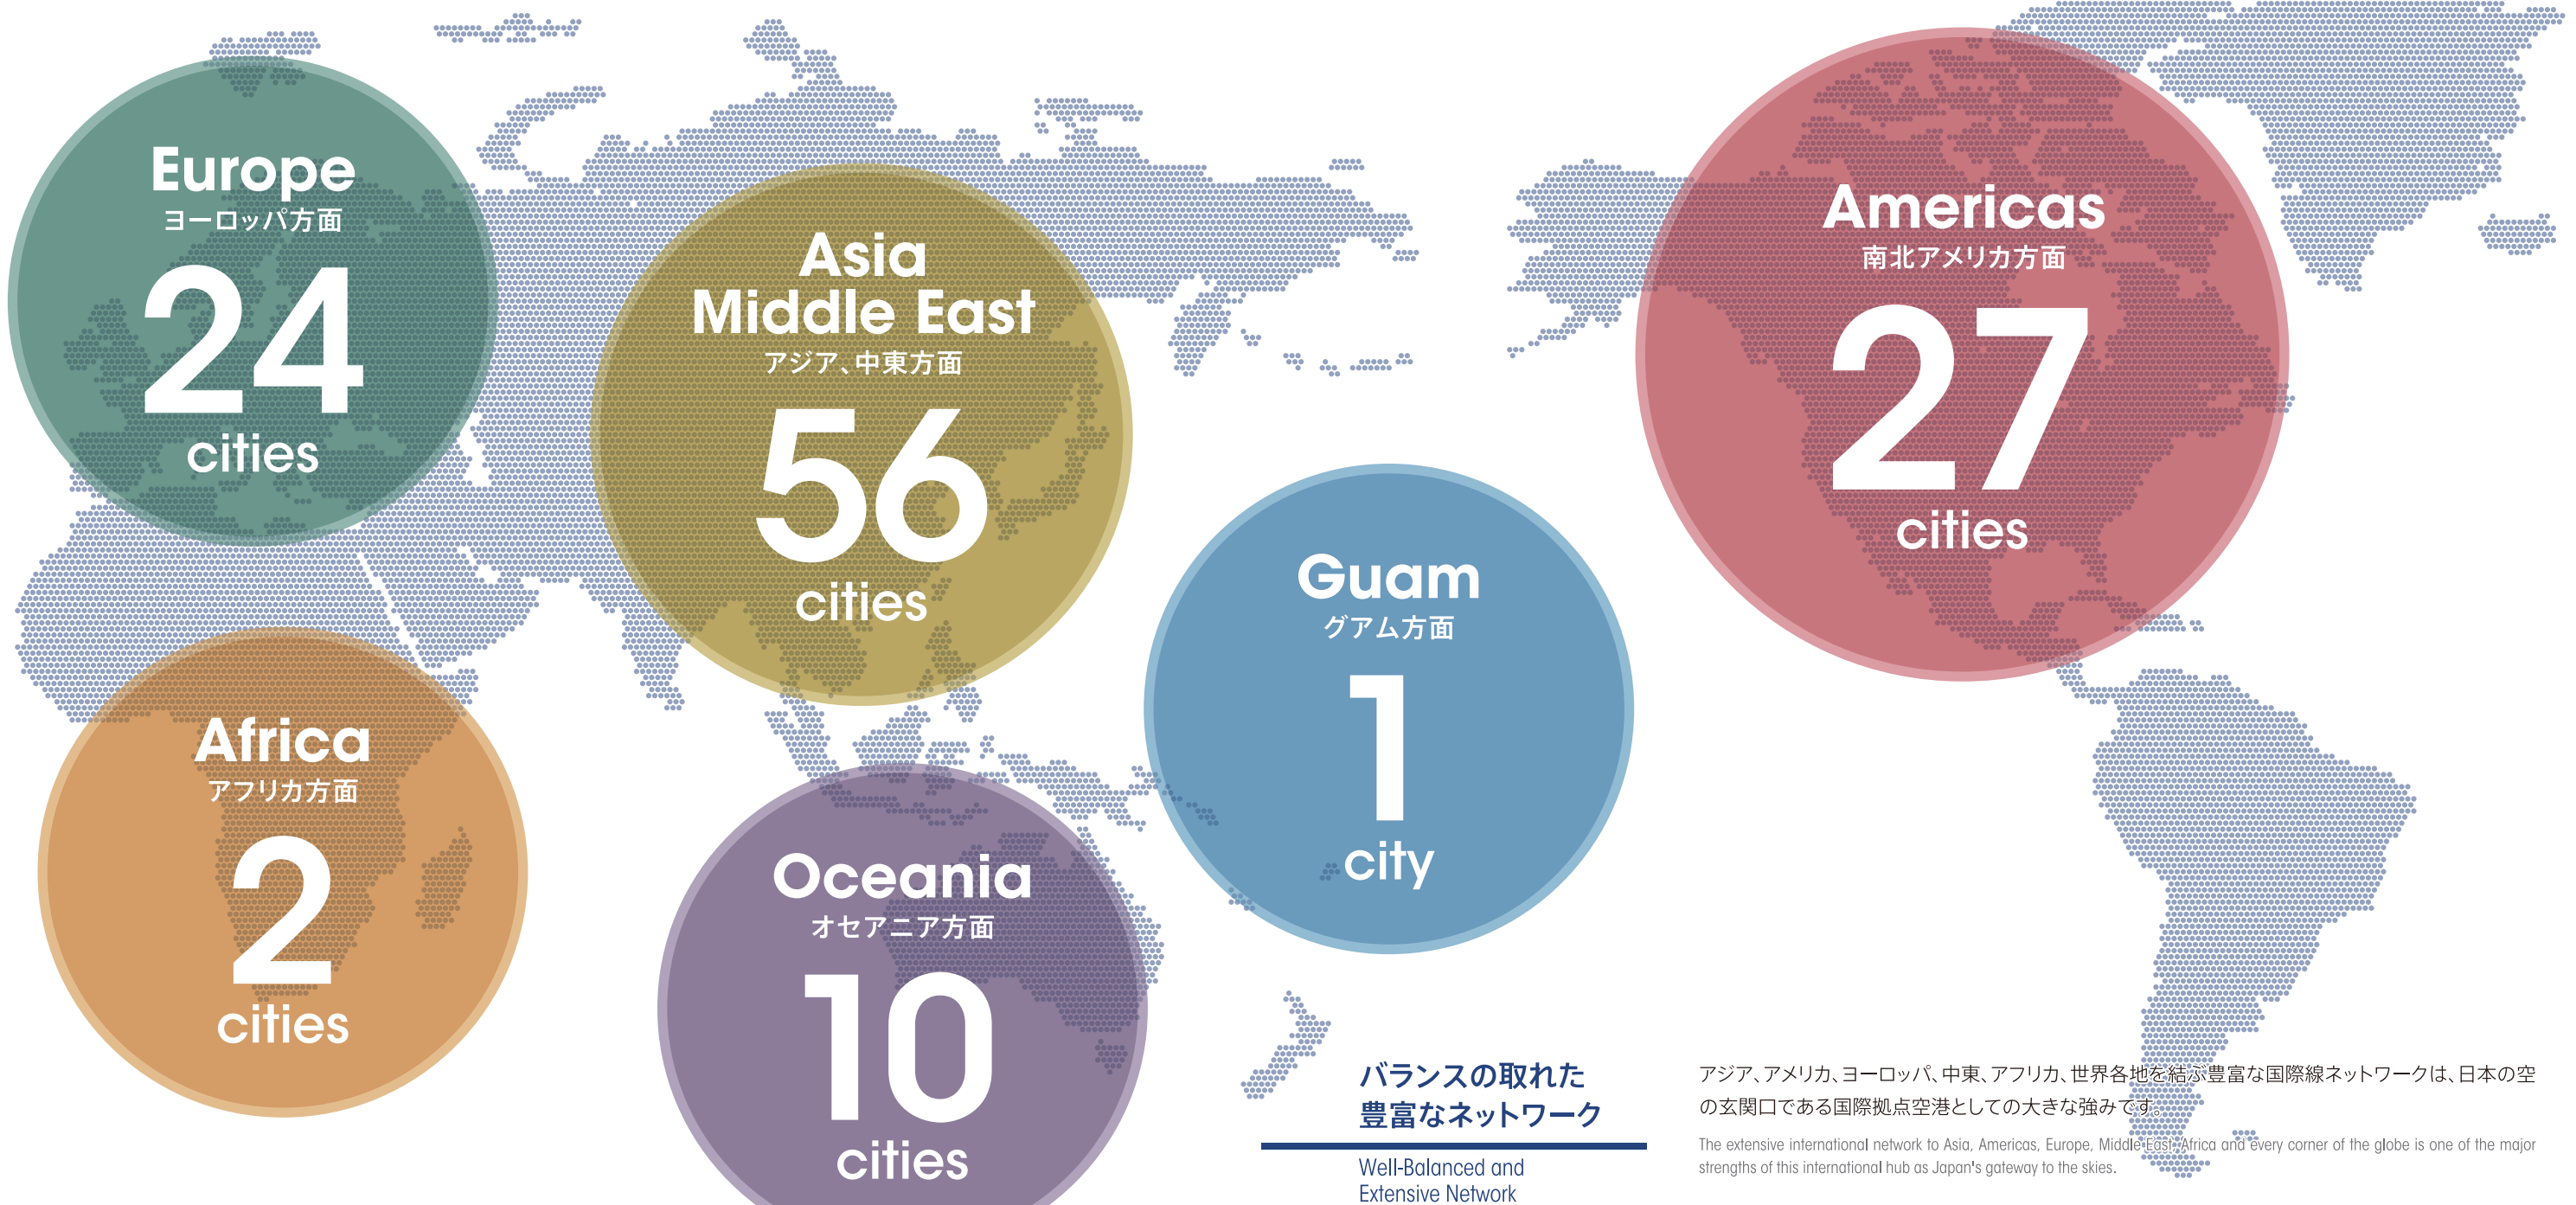 Europe
ヨーロッパ方面
24
cities
Asia
Middle East
アジア、中東方面
56
cities
Americas
南北アメリカ方面
27
cities
Guam
グアム方面
1
city
Africa
アフリカ方面
2
cities
Oceania
オセアニア方面
10
cities
バランスの取れた
豊富なネットワーク
Well-Balanced and
Extensive Network
アジア、アメリカ、ヨーロッパ、中東、アフリカ、世界各地を結ぶ豊富な国際線ネットワークは、日本の空
の玄関口である国際拠点空港としての大きな強みです。
The extensive international network to Asia, Americas, Europe, Middle East, Africa and every corner of the globe is one of the major
strengths of this international hub as Japan's gateway to the skies.